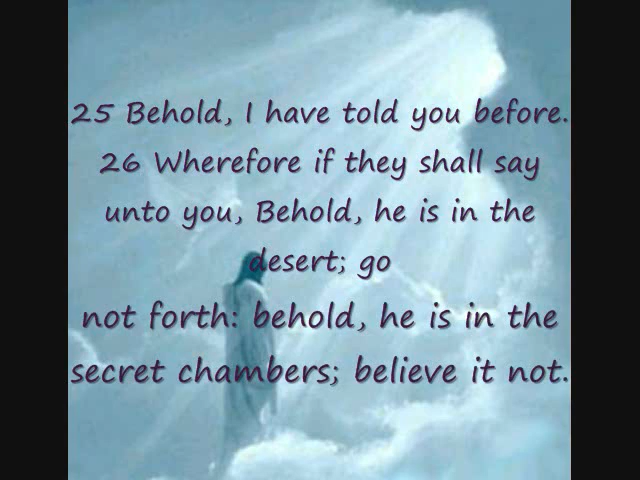 25 Behold, I have told you before.
26 Wherefore if they shall say
unto you, Behold, he is in the
desert; go
not forth: behold, he is in the
secret chambers; believe it not.